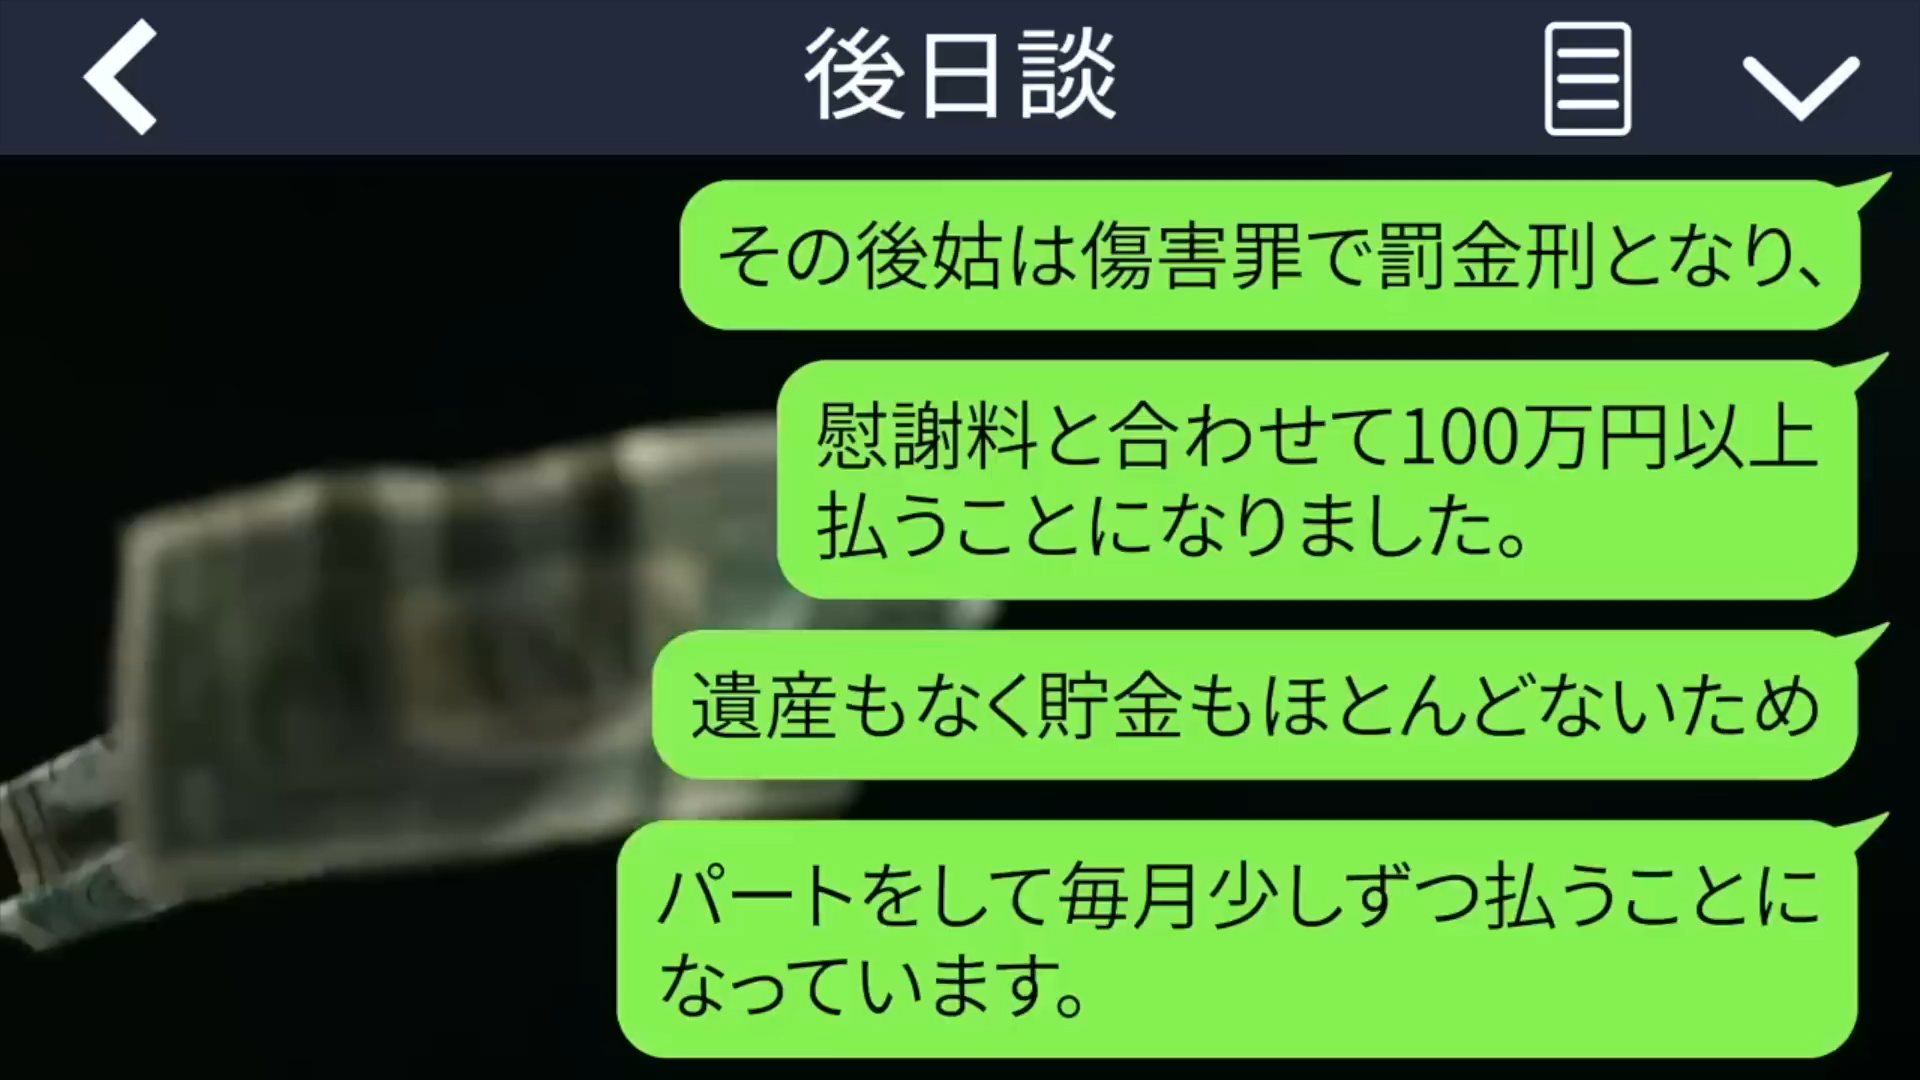 後日談
その後姑は傷害罪で罰金刑となり、
慰謝料と合わせて100万円以上
払うことになりました。
遺産もなく貯金もほとんどないため
パートをして毎月少しずつ払うことに
なっています。